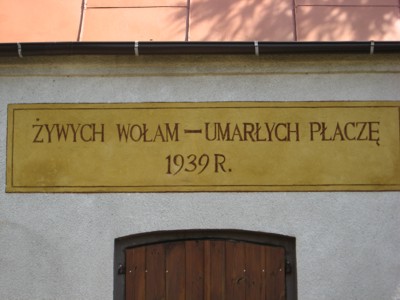 ŻYWYCH WOŁAM — UMARŁYCH PŁACZĘ
1939 R.